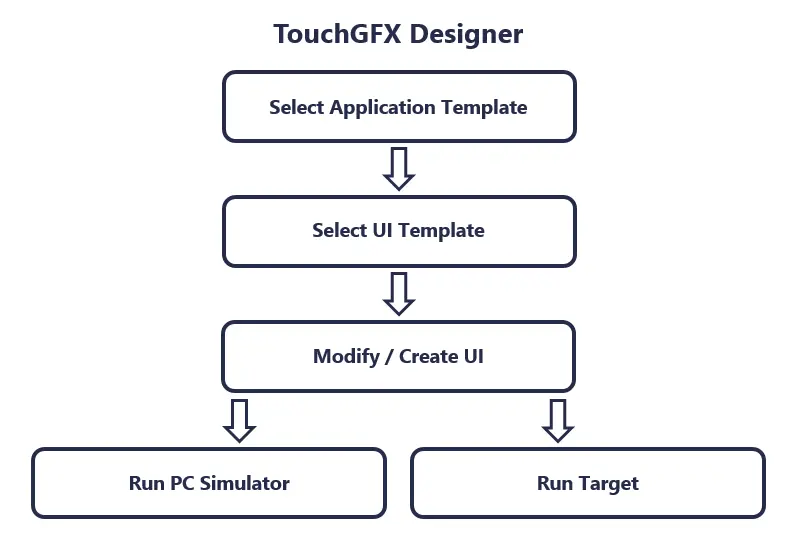 TouchGFX Designer
Select Application Template
Select UI Template
Modify / Create UI
Run PC Simulator
Run Target